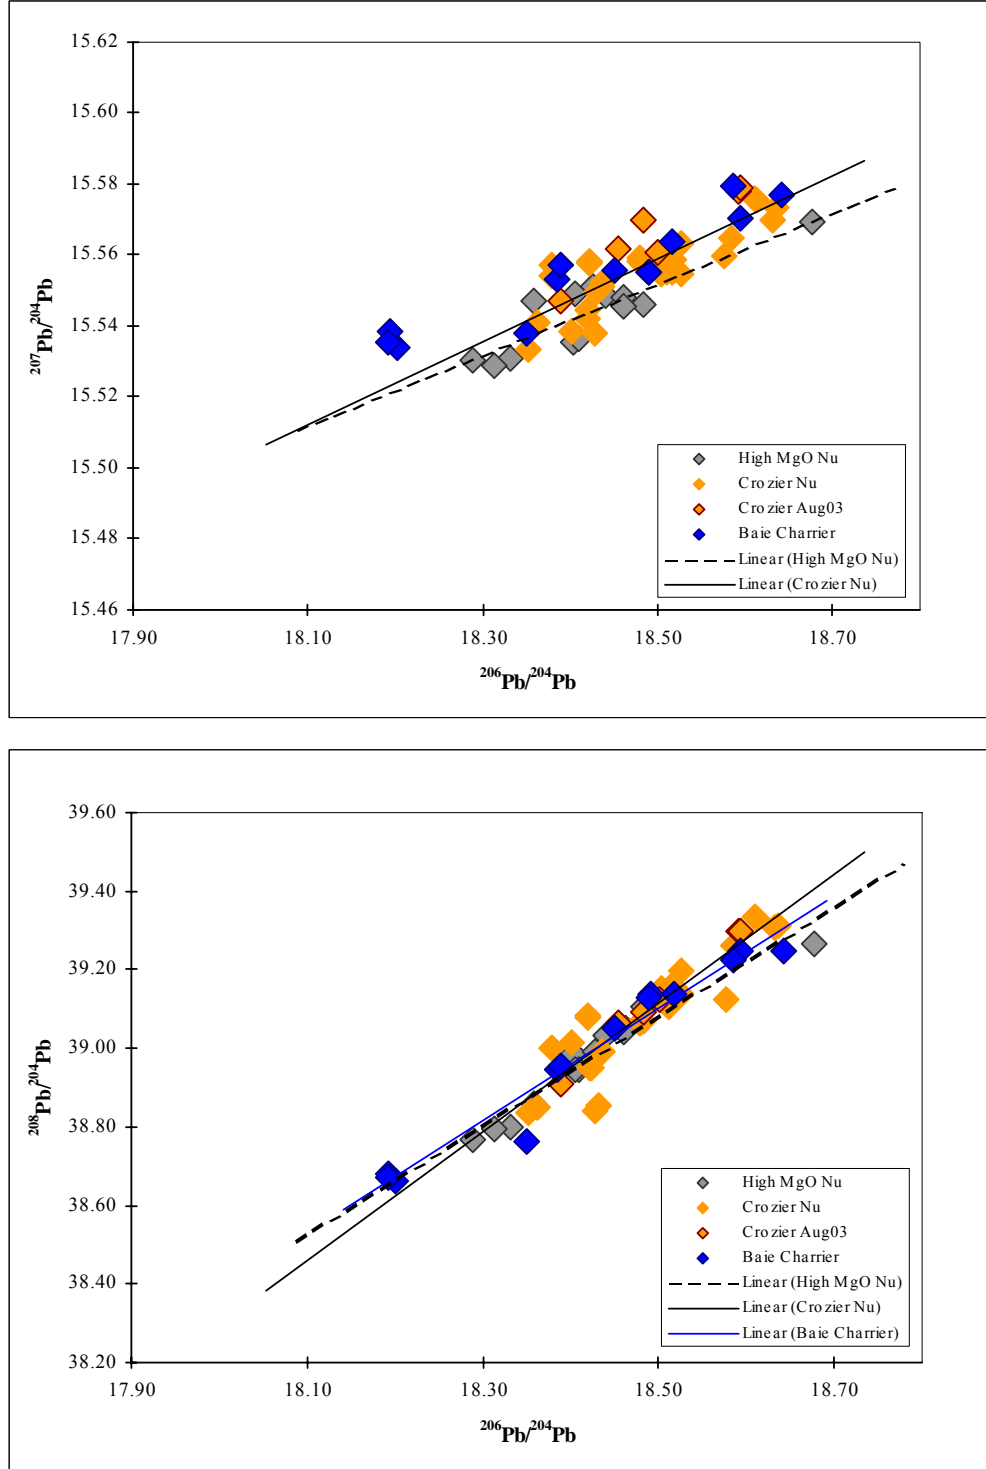 15.62
15.60
15.58
15.56
15.54
15.52
15.50
15.48
15.46
²⁰⁷Pb/²⁰⁴Pb
17.90 18.10 18.30 18.50 18.70
²⁰⁶Pb/²⁰⁴Pb
High MgO Nu
Crozier Nu
Crozier Aug03
Baie Charrier
Linear (High MgO Nu)
Linear (Crozier Nu)
39.60
39.40
39.20
39.00
38.80
38.60
38.40
38.20
²⁰⁸Pb/²⁰⁴Pb
17.90 18.10 18.30 18.50 18.70
²⁰⁶Pb/²⁰⁴Pb
High MgO Nu
Crozier Nu
Crozier Aug03
Baie Charrier
Linear (High MgO Nu)
Linear (Crozier Nu)
Linear (Baie Charrier)